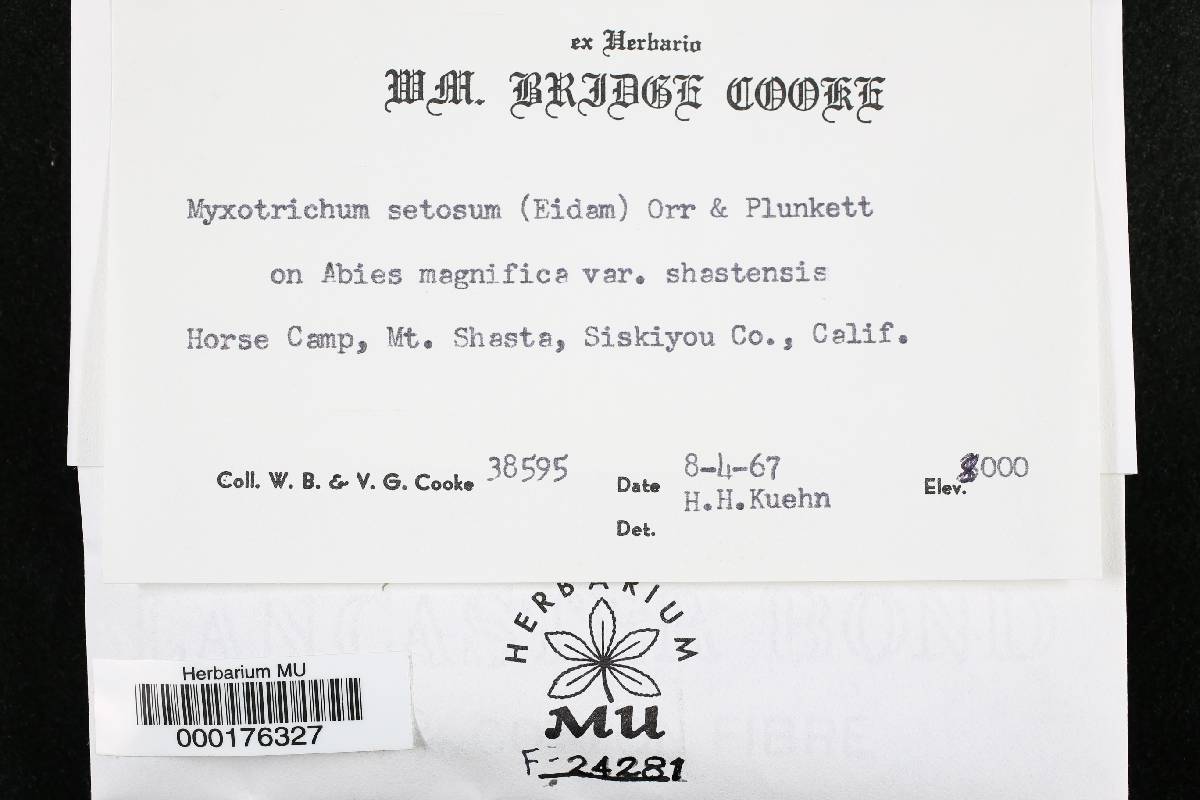 ex Herbario
WM. BRIDGE COOKE
Myxotrichum setosum (Eidam) Orr & Plunkett
on Abies magnifica var. shastensis
Horse Camp, Mt. Shasta, Siskiyou Co., Calif.
Coll. W. B. & V. G. Cooke 38595
Date 8-4-67
Elev. 8000
H.H.Kuehn
Det.
HERBARIUM
MU
F-24281
Herbarium MU
000176327